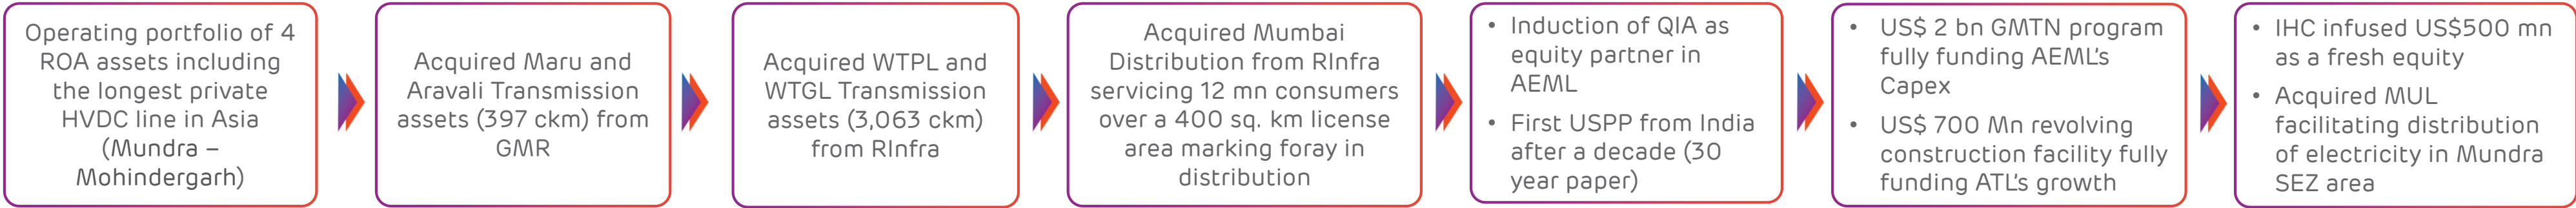 Operating portfolio of 4
ROA assets including
the longest private
HVDC line in Asia
(Mundra –
Mohindergarh)
Acquired Maru and
Aravali Transmission
assets (397 ckm) from
GMR
Acquired WTPL and
WTGL Transmission
assets (3,063 ckm)
from RInfra
Acquired Mumbai
Distribution from RInfra
servicing 12 mn consumers
over a 400 sq. km license
area marking foray in
distribution
• Induction of QIA as
equity partner in
AEML
• First USPP from India
after a decade (30
year paper)
• US$ 2 bn GMTN program
fully funding AEML's
Capex
• US$ 700 Mn revolving
construction facility fully
funding ATL's growth
• IHC infused US$500 mn
as a fresh equity
• Acquired MUL
facilitating distribution
of electricity in Mundra
SEZ area